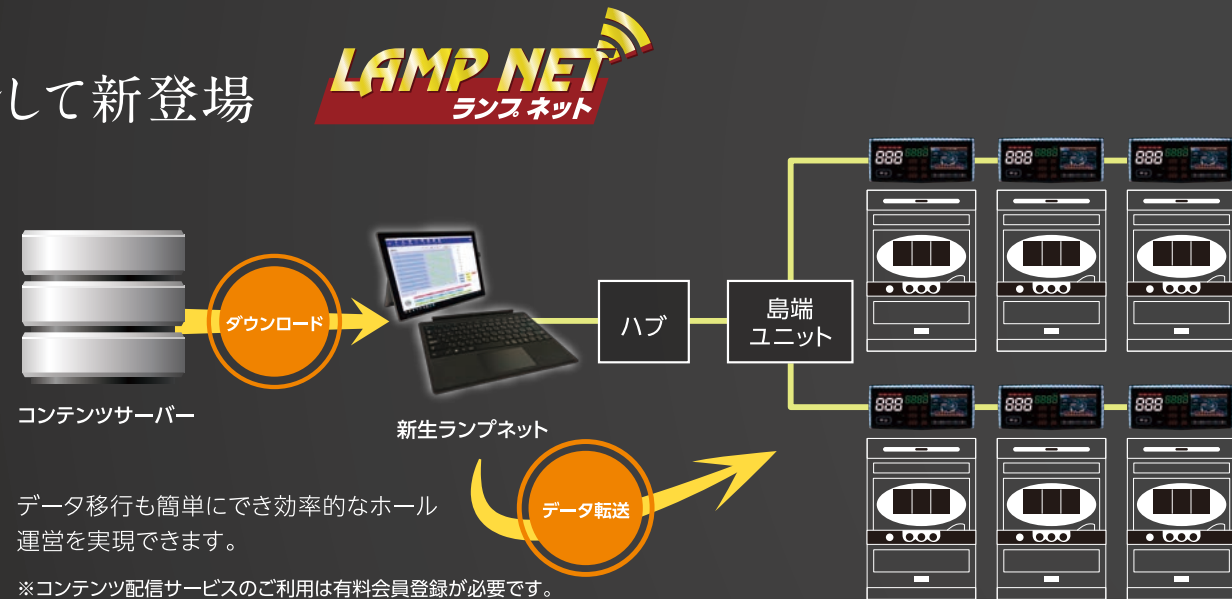 して新登場
LAMP NET
ランプ ネット
ダウンロード
コンテンツサーバー
新生ランプネット
ハブ
島端
ユニット
データ転送
データ移行も簡単にでき効率的なホール
運営を実現できます。
※コンテンツ配信サービスのご利用は有料会員登録が必要です。
888
888
888
888
888
888